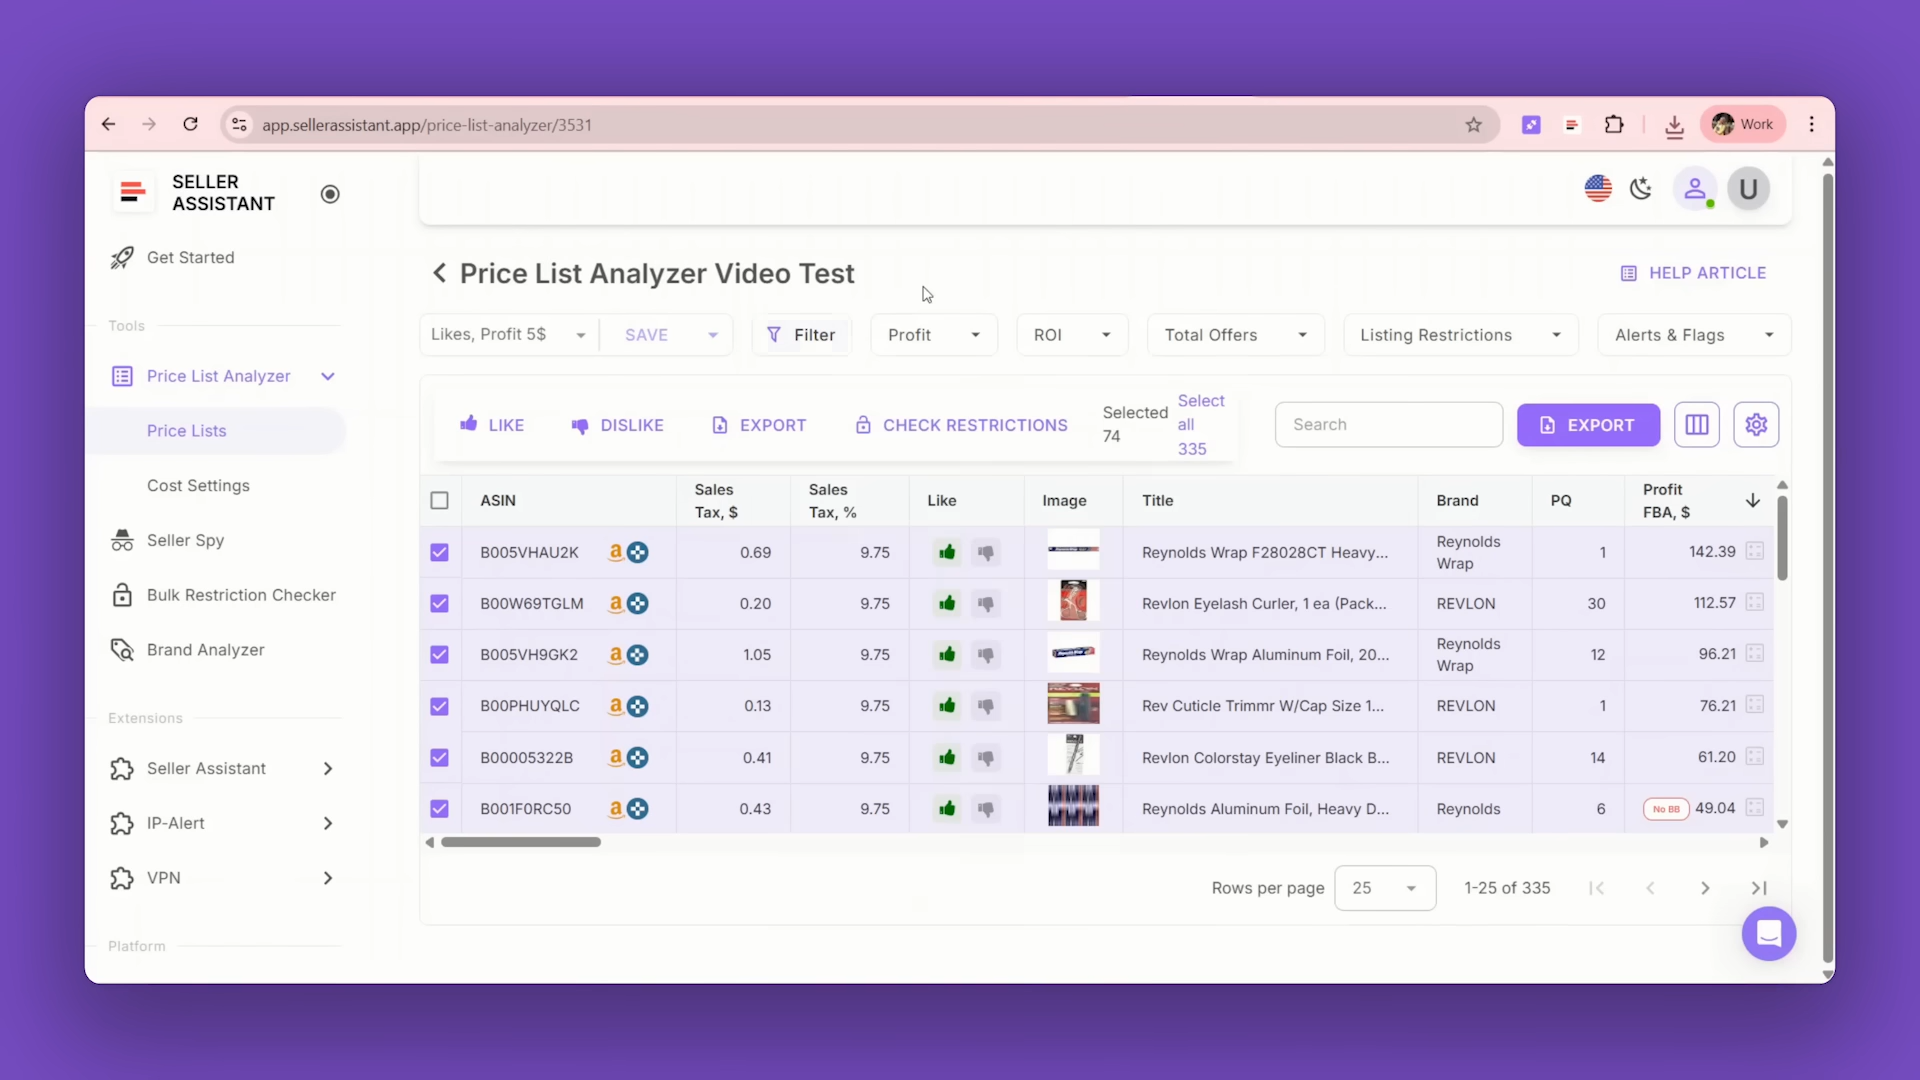 app.sellerassistant.app/price-list-analyzer/3531
Work
SELLER
ASSISTANT
U
Get Started
Tools
Price List Analyzer
Price Lists
Cost Settings
Seller Spy
Bulk Restriction Checker
Brand Analyzer
Extensions
Seller Assistant
IP-Alert
VPN
Platform
Price List Analyzer Video Test
HELP ARTICLE
Likes, Profit 5$
SAVE
Filter
Profit
ROI
Total Offers
Listing Restrictions
Alerts & Flags
LIKE
DISLIKE
EXPORT
CHECK RESTRICTIONS
Selected
74
Select
all
335
Search
EXPORT
ASIN
Sales
Tax, $
Sales
Tax, %
Like
Image
Title
Brand
PQ
Profit
FBA, $
B005VHAU2K a 0.69 9.75 Reynolds Wrap F28028CT Heavy... Reynolds
Wrap 1 142.39
B00W69TGLM a 0.20 9.75 Revlon Eyelash Curler, 1 ea (Pack... REVLON 30 112.57
B005VH9GK2 a 1.05 9.75 Reynolds Wrap Aluminum Foil, 20... Reynolds
Wrap 12 96.21
B00PHUYQLC a 0.13 9.75 Rev Cuticle Trimmr W/Cap Size 1... REVLON 1 76.21
B00005322B a 0.41 9.75 Revlon Colorstay Eyeliner Black B... REVLON 14 61.20
B001F0RC50 a 0.43 9.75 Reynolds Aluminum Foil, Heavy D... Reynolds 6 No BB 49.04
Rows per page
25
1-25 of 335